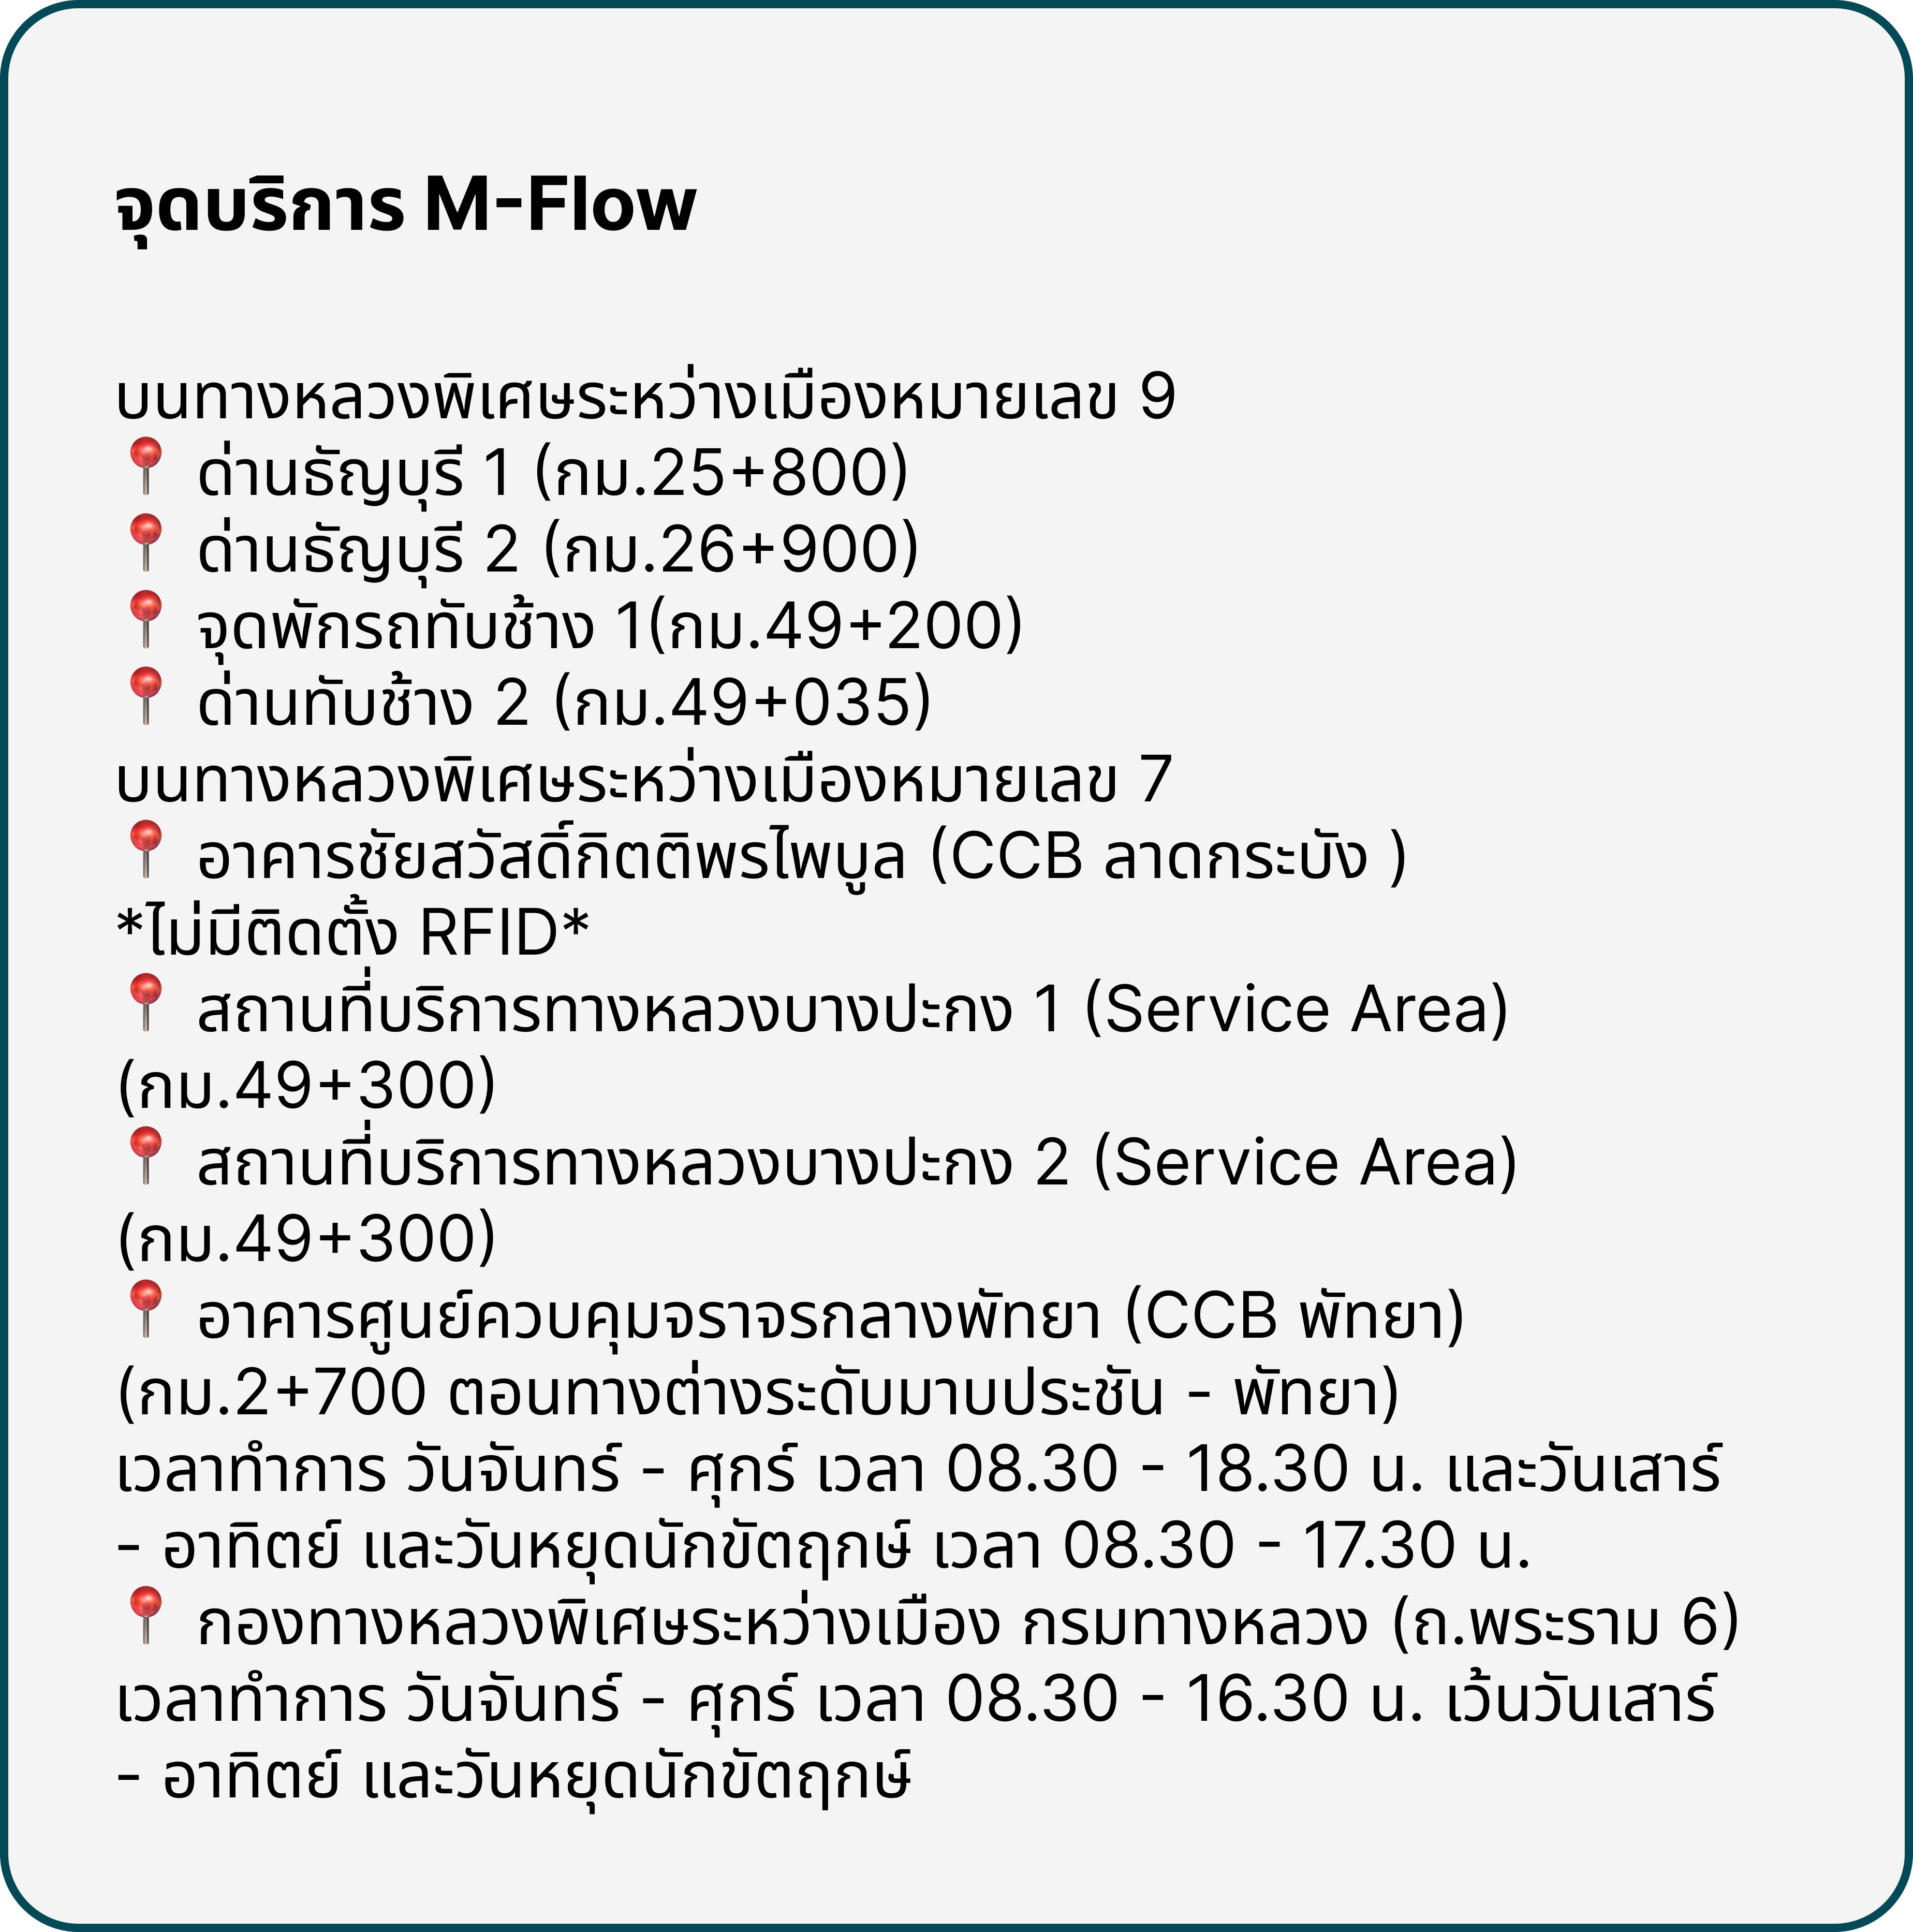 จุดบริการ M-Flow
บนทางหลวงพิเศษระหว่างเมืองหมายเลข 9
📍 ด่านธัญบุรี 1 (กม.25+800)
📍 ด่านธัญบุรี 2 (กม.26+900)
📍 จุดพักรถทับช้าง 1(กม.49+200)
📍 ด่านทับช้าง 2 (กม.49+035)
บนทางหลวงพิเศษระหว่างเมืองหมายเลข 7
📍 อาคารชัยสวัสดิ์กิตติพรไพบูล (CCB ลาดกระบัง )
*ไม่มีติดตั้ง RFID*
📍 สถานที่บริการทางหลวงบางปะกง 1 (Service Area)
(กม.49+300)
📍 สถานที่บริการทางหลวงบางปะกง 2 (Service Area)
(กม.49+300)
📍 อาคารศูนย์ควบคุมจราจรกลางพัทยา (CCB พัทยา)
(กม.2+700 ตอนทางต่างระดับมาบประชัน - พัทยา)
เวลาทำการ วันจันทร์ – ศุกร์ เวลา 08.30 - 18.30 น. และวันเสาร์
- อาทิตย์ และวันหยุดนักขัตฤกษ์ เวลา 08.30 - 17.30 น.
📍 กองทางหลวงพิเศษระหว่างเมือง กรมทางหลวง (ถ.พระราม 6)
เวลาทำการ วันจันทร์ – ศุกร์ เวลา 08.30 - 16.30 น. เว้นวันเสาร์
- อาทิตย์ และวันหยุดนักขัตฤกษ์